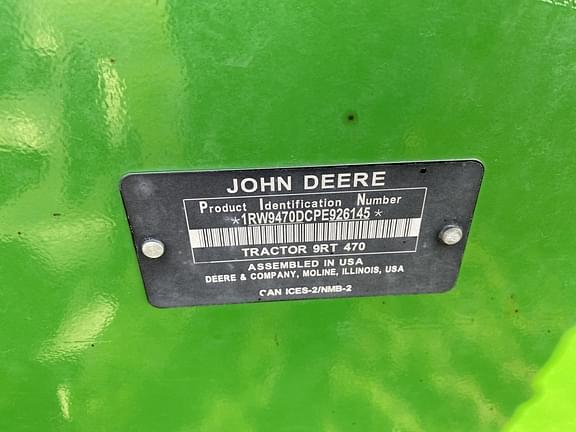 JOHN DEERE
Product Identification Number
*1RW9470DCPE926145*
TRACTOR 9RT 470
ASSEMBLED IN USA
DEERE & COMPANY, MOLINE, ILLINOIS, USA
CAN ICES-2/NMB-2